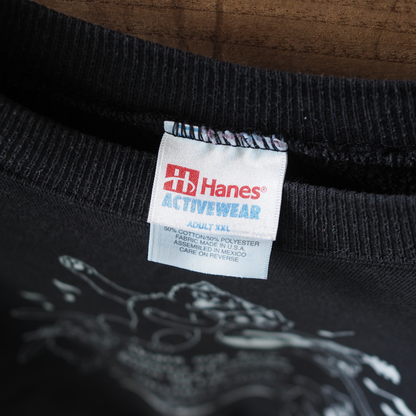 Hanes®
ACTIVEWEAR
ADULT XXL
50% COTTON/50% POLYESTER
FABRIC MADE IN U.S.A.
ASSEMBLED IN MEXICO
CARE ON REVERSE